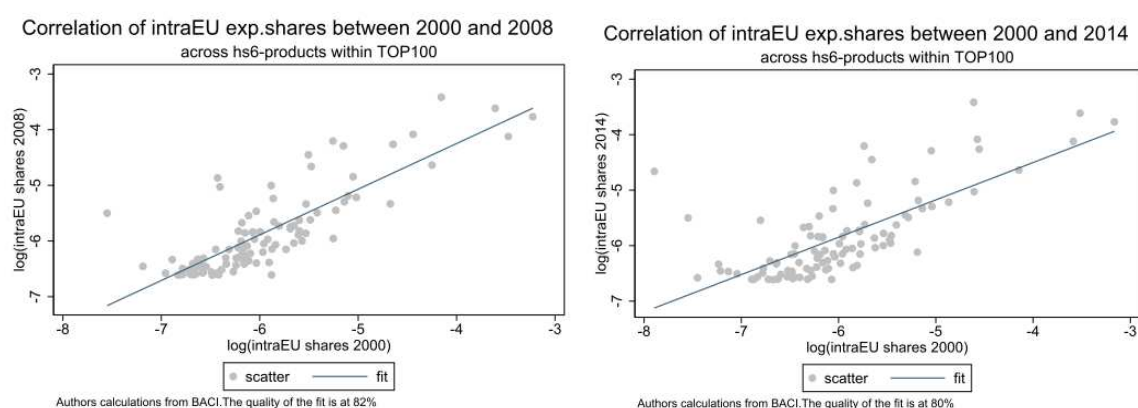 Correlation of intraEU exp.shares between 2000 and 2008
across hs6-products within TOP100
log(intraEU shares 2008)
-3
-4
-5
-6
-7
-8 -7 -6 -5 -4 -3
log(intraEU shares 2000)
scatter fit
Authors calculations from BACI.The quality of the fit is at 82%
Correlation of intraEU exp.shares between 2000 and 2014
across hs6-products within TOP100
log(intraEU shares 2014)
-3
-4
-5
-6
-7
-8 -7 -6 -5 -4 -3
log(intraEU shares 2000)
scatter fit
Authors calculations from BACI.The quality of the fit is at 80%